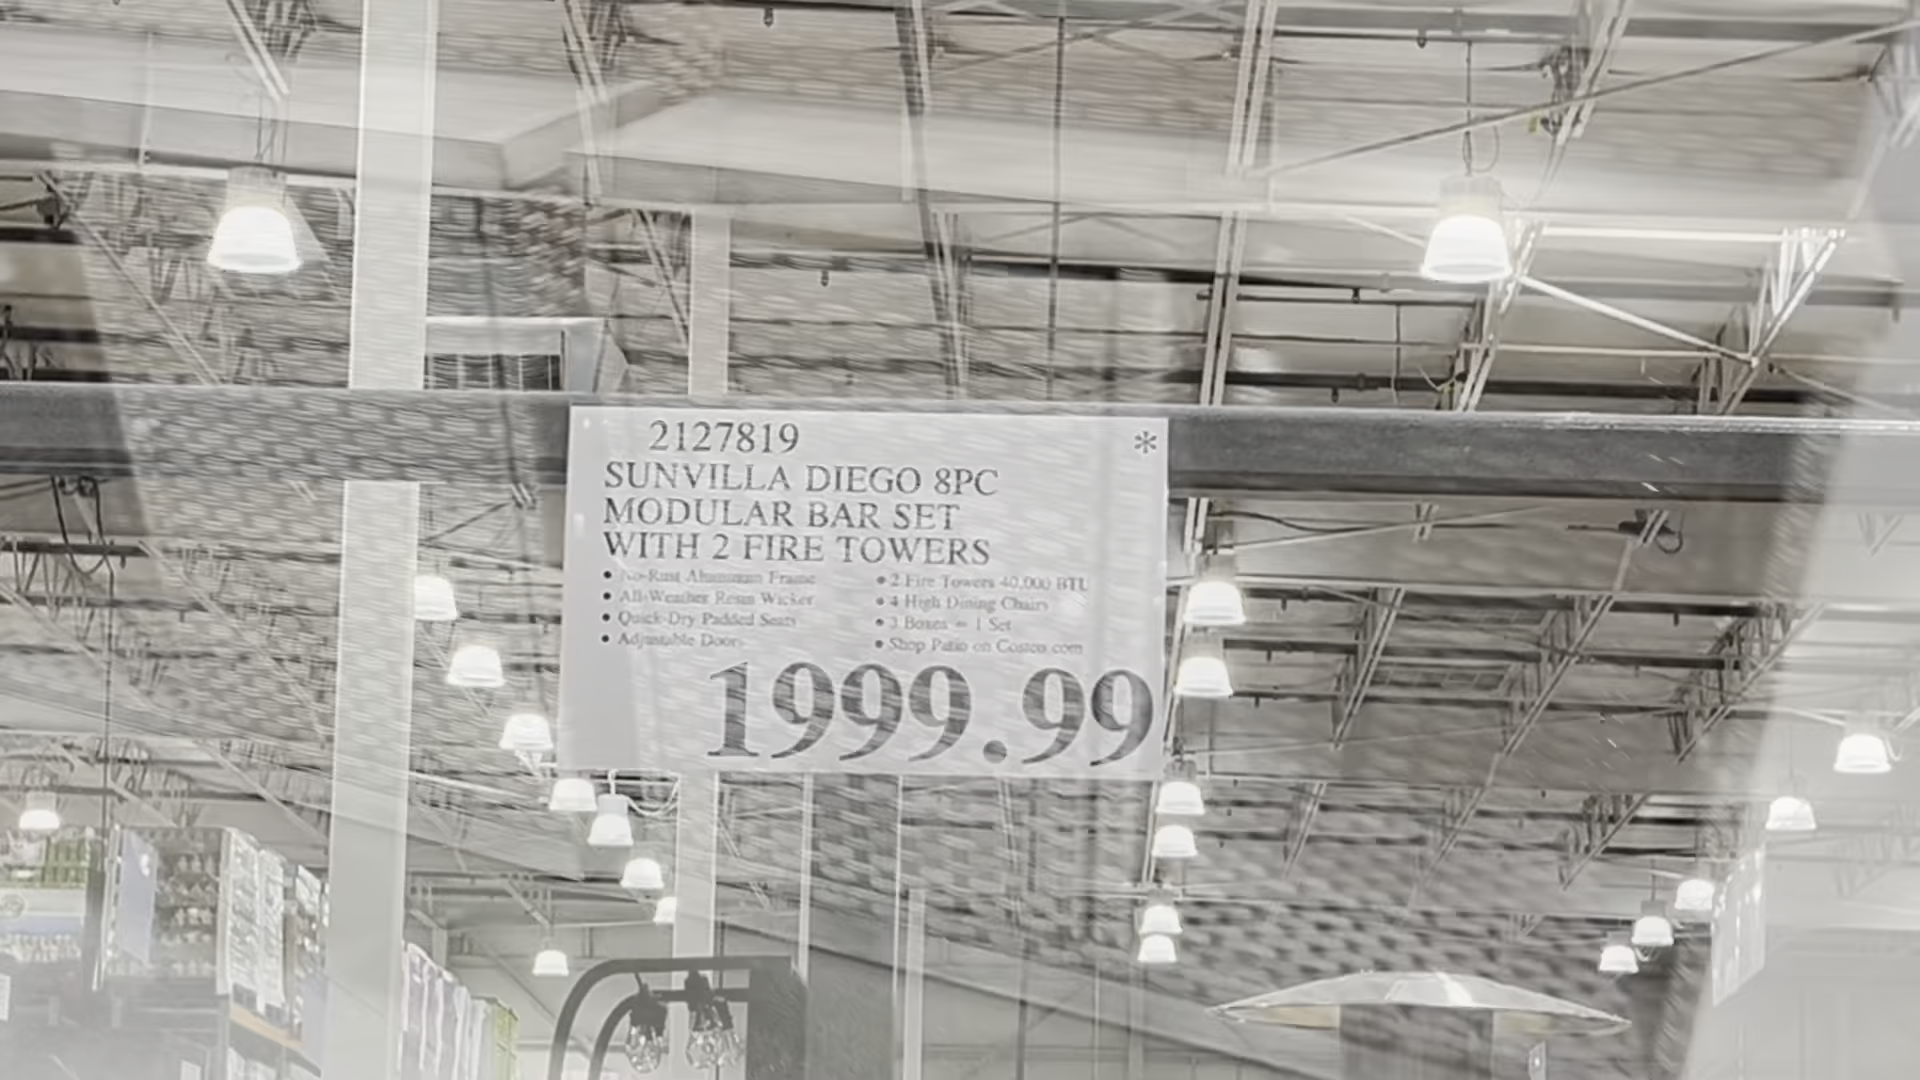 2127819 *
SUNVILLA DIEGO 8PC
MODULAR BAR SET
WITH 2 FIRE TOWERS
• No-Rust Aluminum Frame
• All-Weather Resin Wicker
• Quick-Dry Padded Seats
• Adjustable Doors
• 2 Fire Towers 40,000 BTU
• 4 High Dining Chairs
• 3 Boxes = 1 Set
• Shop Patio on Costco.com
1999.99